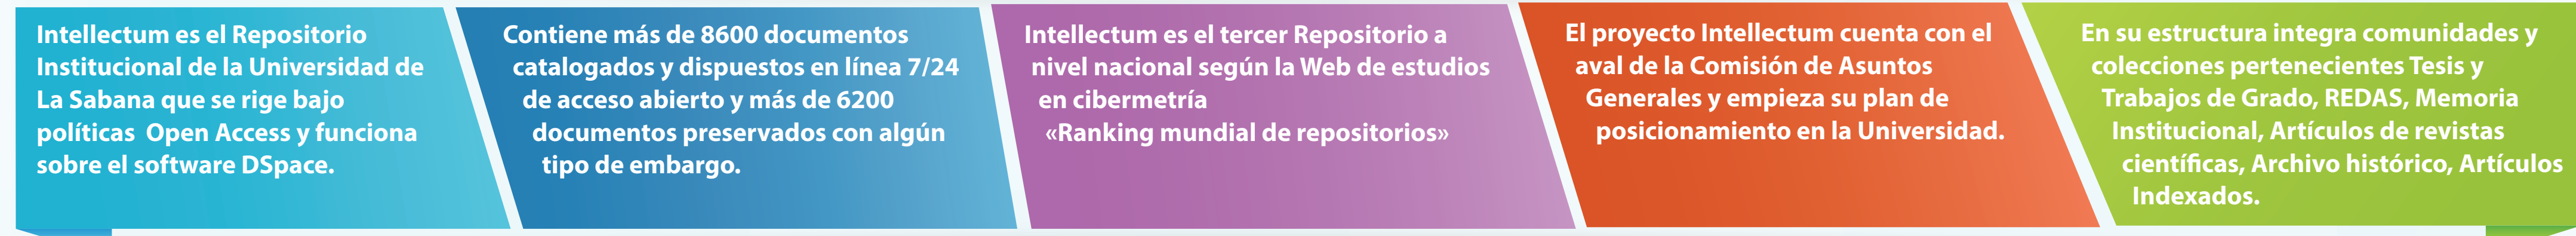 Intellectum es el Repositorio
Institucional de la Universidad de
La Sabana que se rige bajo
políticas Open Access y funciona
sobre el software DSpace.
Contiene más de 8600 documentos
catalogados y dispuestos en línea 7/24
de acceso abierto y más de 6200
documentos preservados con algún
tipo de embargo.
Intellectum es el tercer Repositorio a
nivel nacional según la Web de estudios
en cibermetría
«Ranking mundial de repositorios»
El proyecto Intellectum cuenta con el
aval de la Comisión de Asuntos
Generales y empieza su plan de
posicionamiento en la Universidad.
En su estructura integra comunidades y
colecciones pertenecientes Tesis y
Trabajos de Grado, REDAS, Memoria
Institucional, Artículos de revistas
científicas, Archivo histórico, Artículos
Indexados.